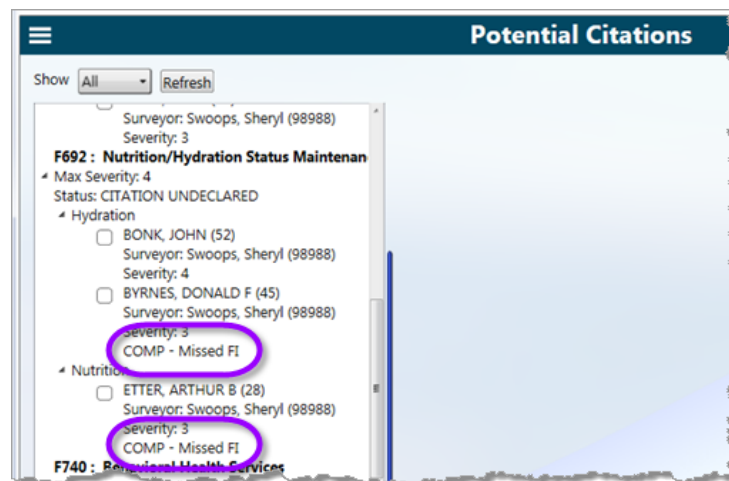 Potential Citations
Show All Refresh
Surveyor: Swoops, Sheryl (98988)
Severity: 3
F692 : Nutrition/Hydration Status Maintenan
Max Severity: 4
Status: CITATION UNDECLARED
Hydration
BONK, JOHN (52)
Surveyor: Swoops, Sheryl (98988)
Severity: 4
BYRNES, DONALD F (45)
Surveyor: Swoops, Sheryl (98988)
Severity: 3
COMP - Missed FI
Nutrition
ETTER, ARTHUR B (28)
Surveyor: Swoops, Sheryl (98988)
Severity: 3
COMP - Missed FI
F740 : Behavioral Health Services